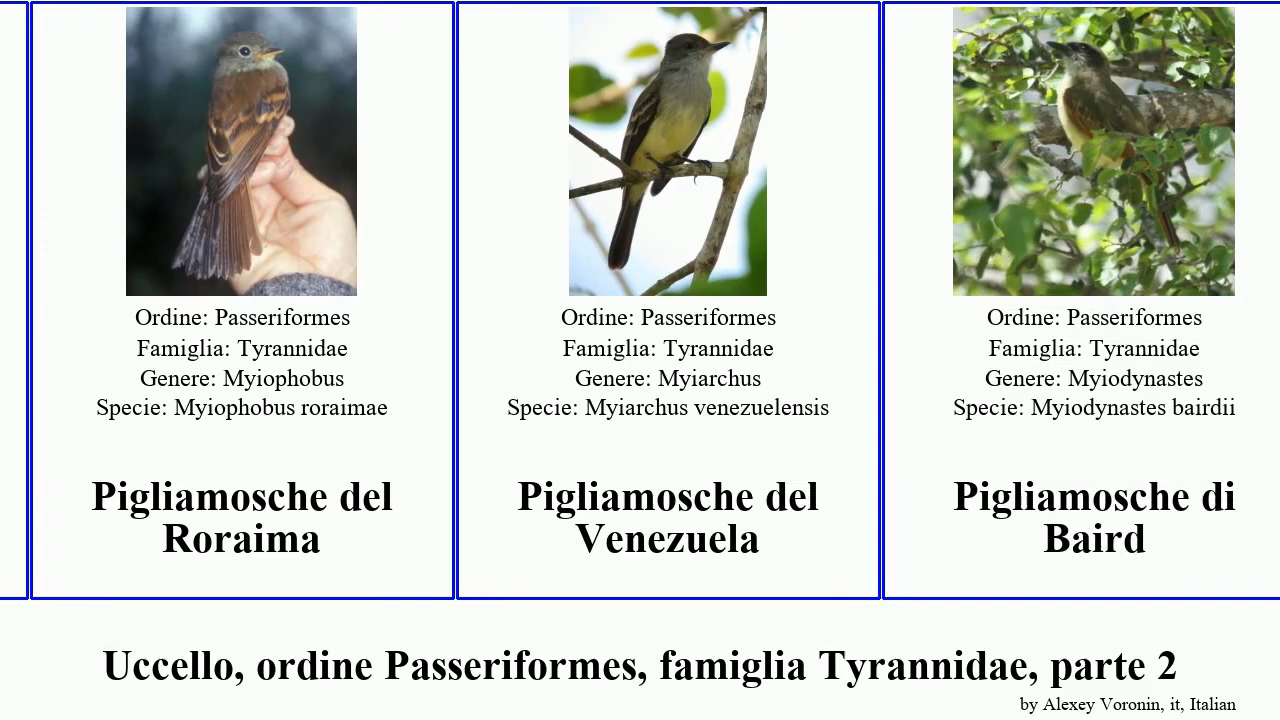 Ordine: Passeriformes
Famiglia: Tyrannidae
Genere: Myiophobus
Specie: Myiophobus roraimae
Pigliamosche del
Roraima
Ordine: Passeriformes
Famiglia: Tyrannidae
Genere: Myiarchus
Specie: Myiarchus venezuelensis
Pigliamosche del
Venezuela
Ordine: Passeriformes
Famiglia: Tyrannidae
Genere: Myiodynastes
Specie: Myiodynastes bairdii
Pigliamosche di
Baird
Uccello, ordine Passeriformes, famiglia Tyrannidae, parte 2
by Alexey Voronin, it, Italian